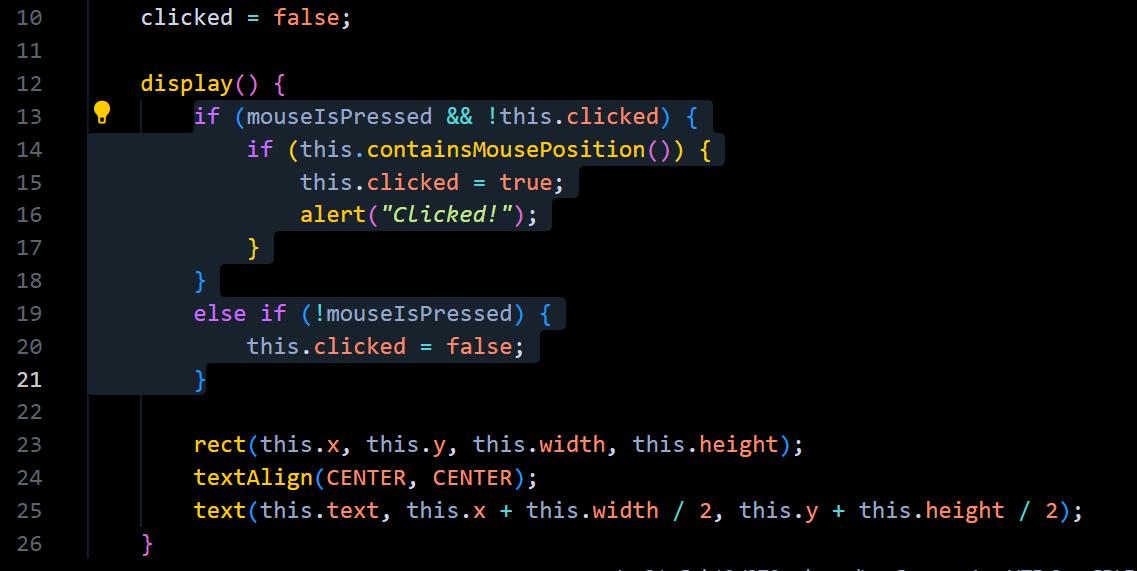 10 clicked = false;
11
12 display() {
13 if (mouseIsPressed && !this.clicked) {
14 if (this.containsMousePosition()) {
15 this.clicked = true;
16 alert("Clicked!");
17 }
18 }
19 else if (!mouseIsPressed) {
20 this.clicked = false;
21 }
22
23 rect(this.x, this.y, this.width, this.height);
24 textAlign(CENTER, CENTER);
25 text(this.text, this.x + this.width / 2, this.y + this.height / 2);
26 }